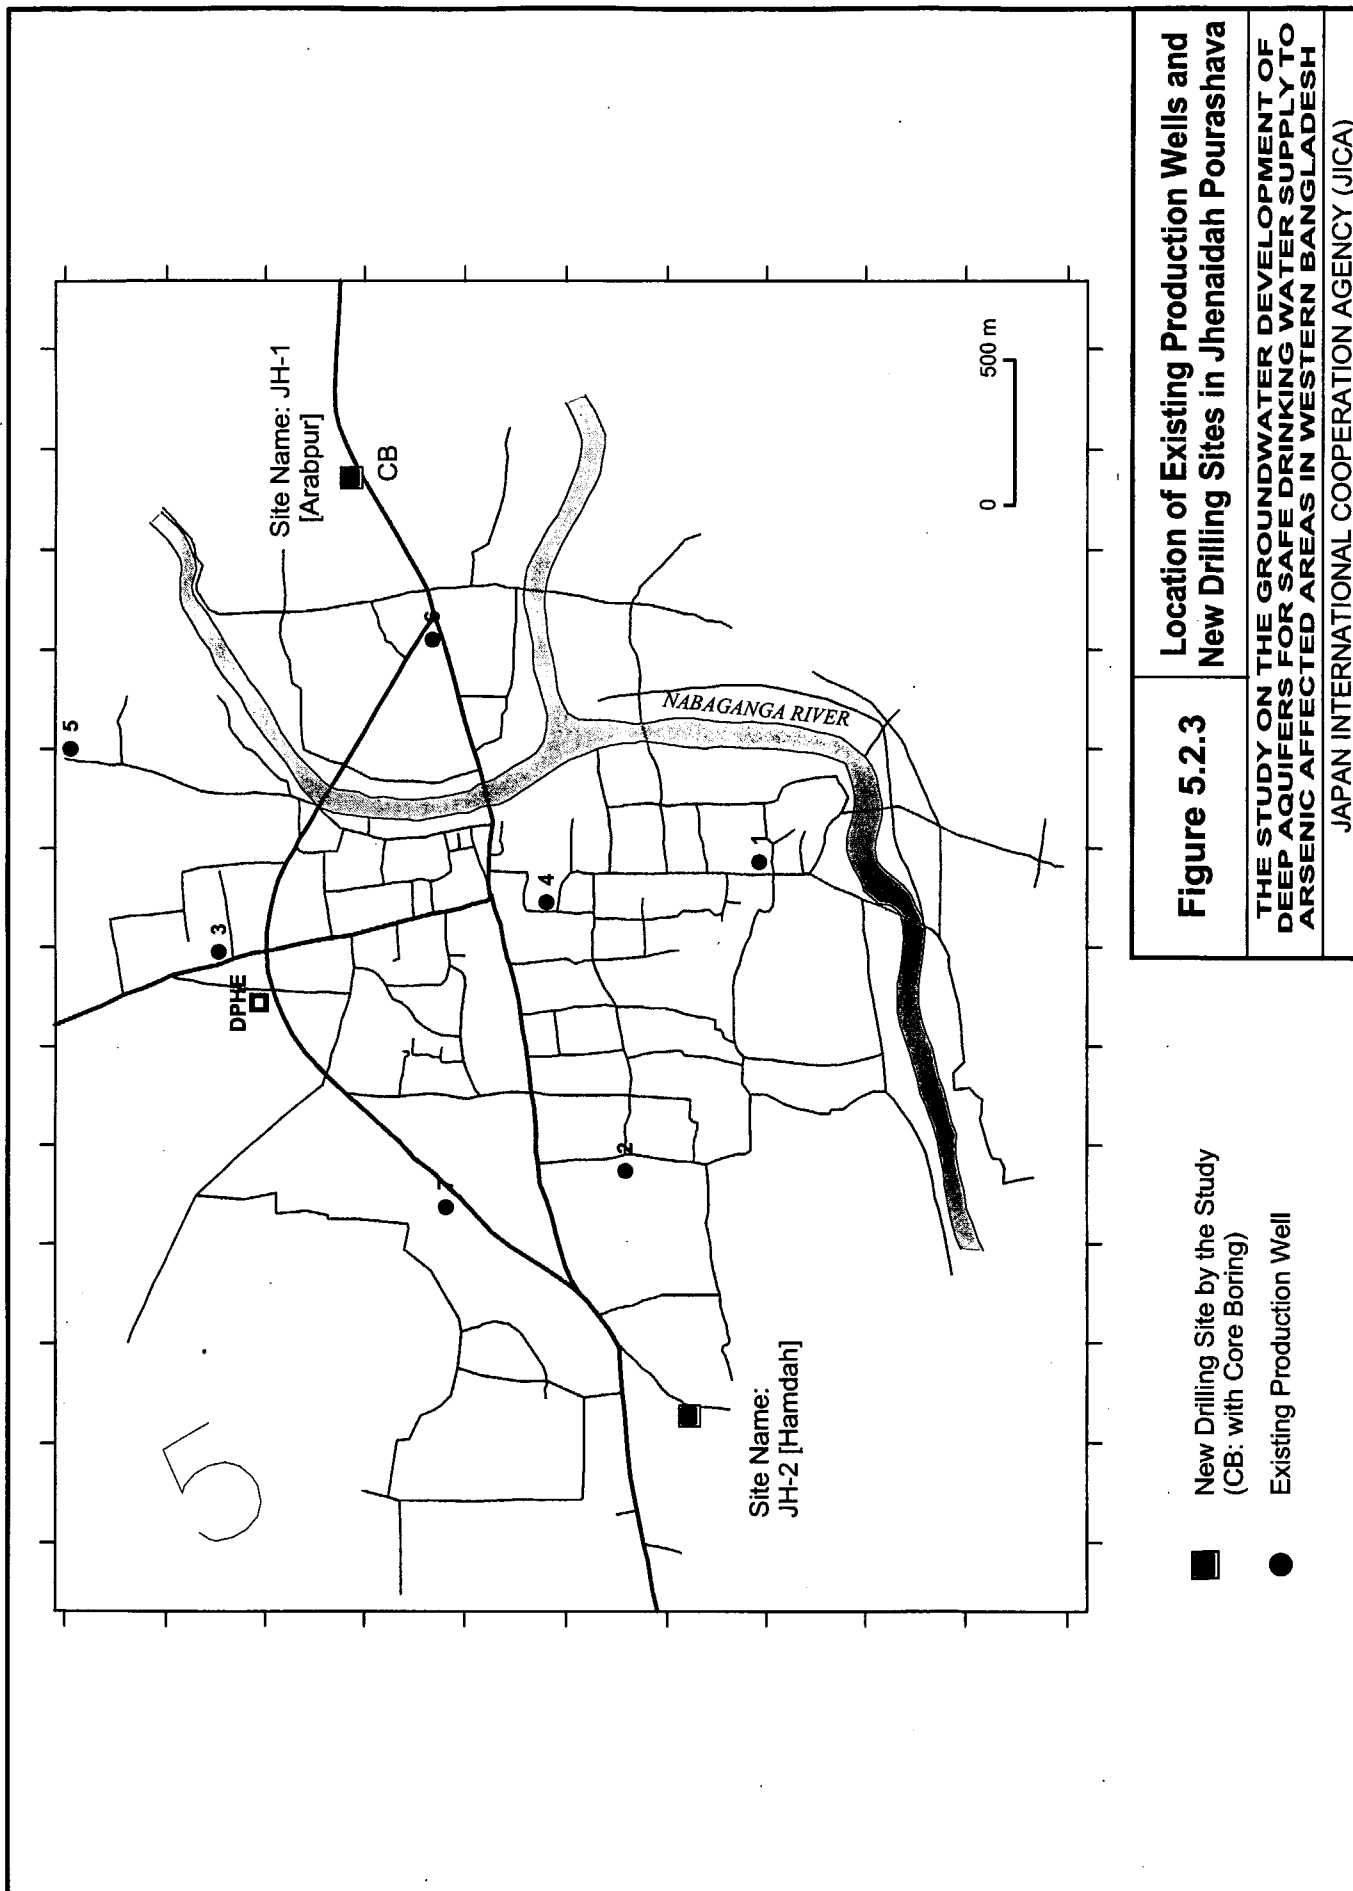 5
3
DPHE
Site Name: JH-1
[Arabpur]
CB
6
7
4
2
NABAGANGA RIVER
1
Site Name:
JH-2 [Hamdah]
0 500 m
5
New Drilling Site by the Study
(CB: with Core Boring)
Existing Production Well
Figure 5.2.3
Location of Existing Production Wells and
New Drilling Sites in Jhenaidah Pourashava
THE STUDY ON THE GROUNDWATER DEVELOPMENT OF
DEEP AQUIFERS FOR SAFE DRINKING WATER SUPPLY TO
ARSENIC AFFECTED AREAS IN WESTERN BANGLADESH
JAPAN INTERNATIONAL COOPERATION AGENCY (JICA)